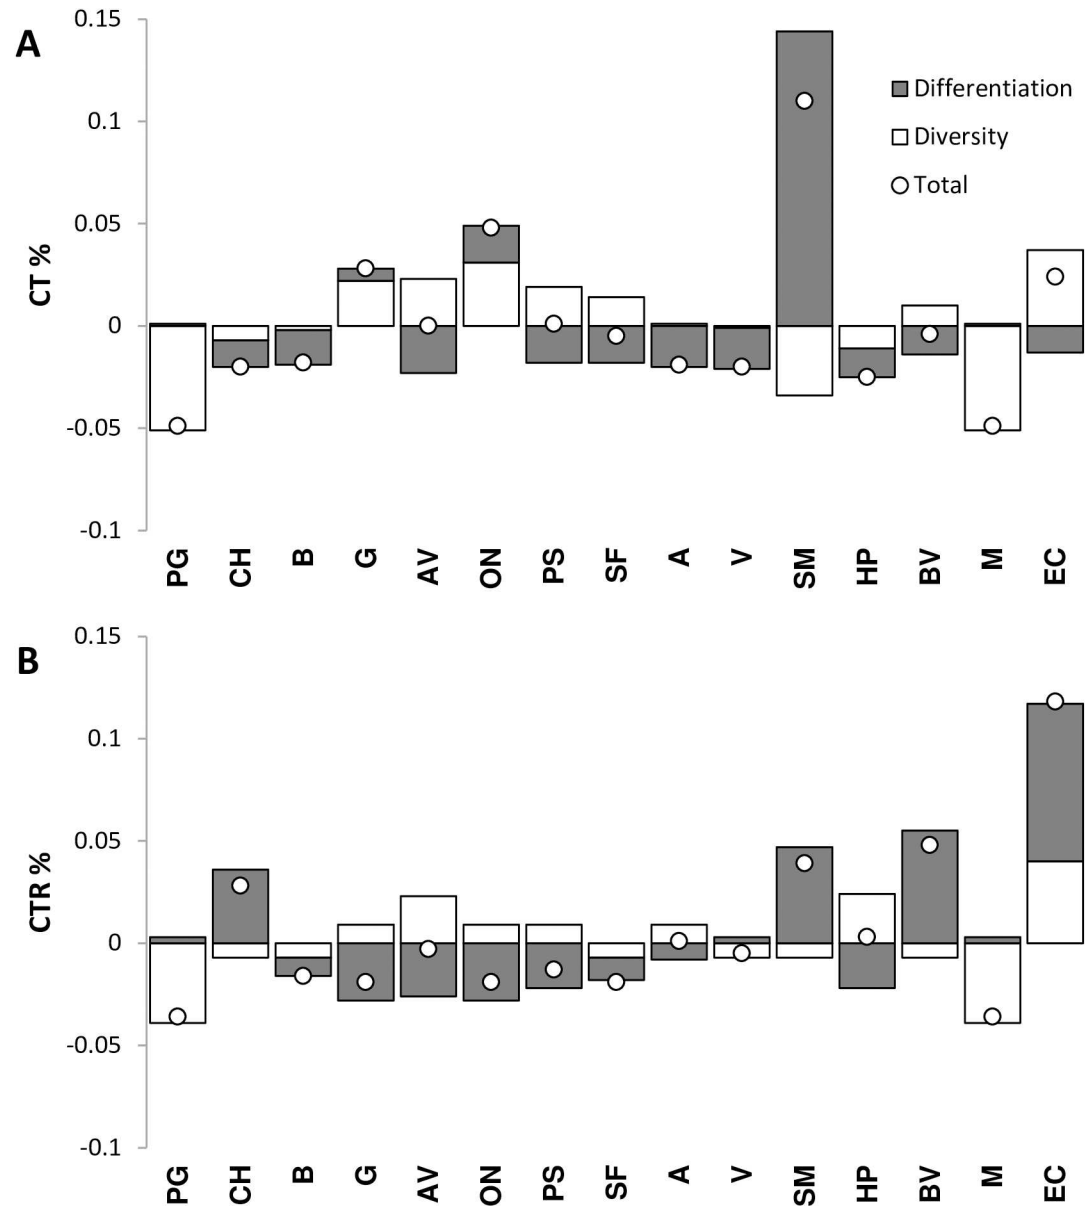 A
CT %
0.15
0.1
0.05
0
-0.05
-0.1
Differentiation
Diversity
Total
PG CH B G AV ON PS SF A V SM HP BV M EC
B
CTR %
0.15
0.1
0.05
0
-0.05
-0.1
PG CH B G AV ON PS SF A V SM HP BV M EC